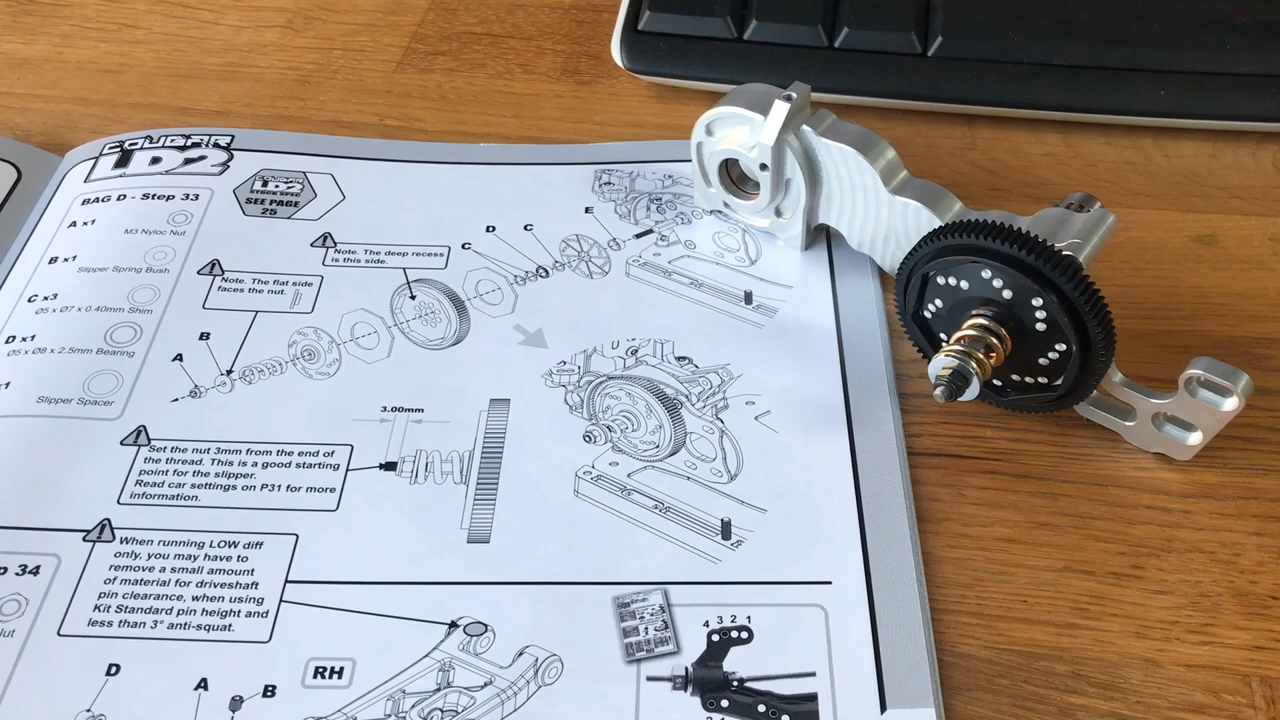 COUGAR
LD2
BAG D - Step 33
A x1
M3 Nyloc Nut
B x1
Slipper Spring Bush
C x3
Ø5 x Ø7 x 0.40mm Shim
D x1
Ø5 x Ø8 x 2.5mm Bearing
x1
Slipper Spacer
COUGAR
LD2
STOCK SPEC
SEE PAGE
25
Note. The deep recess
is this side.
Note. The flat side
faces the nut.
A
B
C
D
C
E
3.00mm
Set the nut 3mm from the end of
the thread. This is a good starting
point for the slipper.
Read car settings on P31 for more
information.
When running LOW diff
only, you may have to
remove a small amount
of material for driveshaft
pin clearance, when using
Kit Standard pin height and
less than 3° anti-squat.
p 34
lut
D
A
B
RH
4 3 2 1